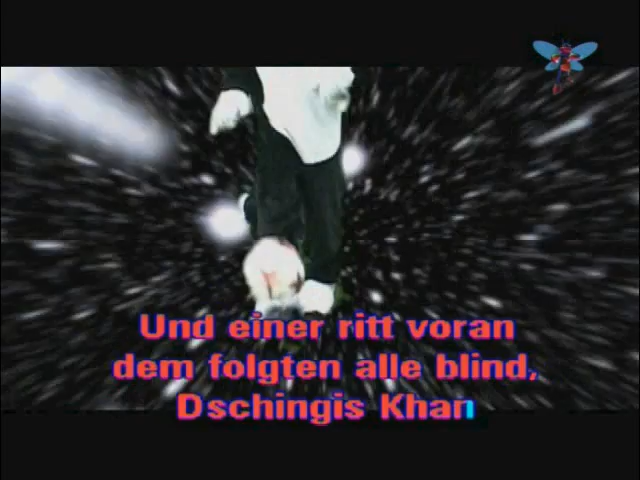 Und einer ritt voran
dem folgten alle blind,
Dschingis Khan